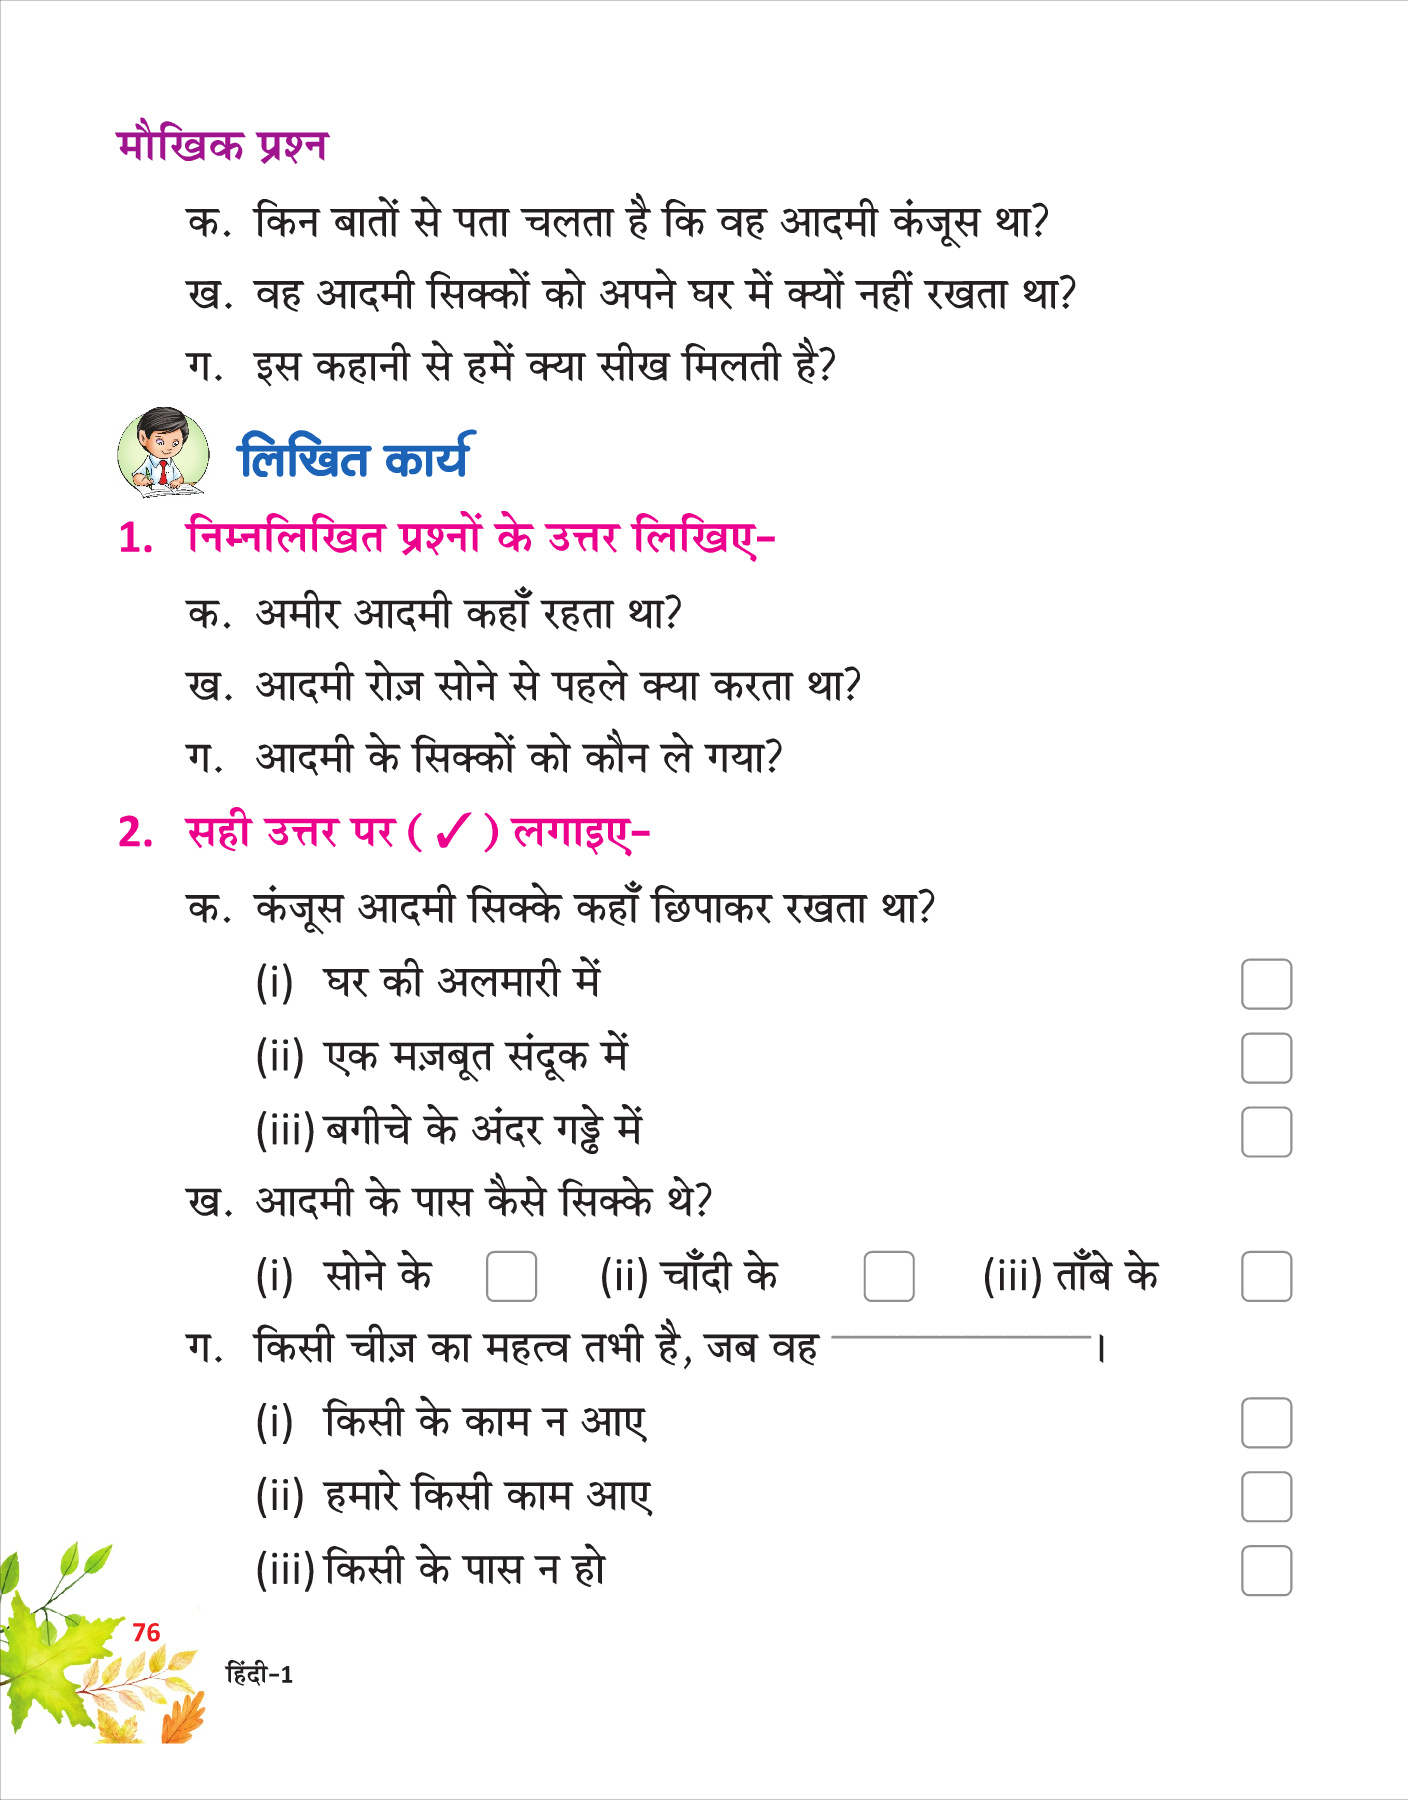 मौखिक प्रश्न
क. किन बातों से पता चलता है कि वह आदमी कंजूस था?
ख. वह आदमी सिक्कों को अपने घर में क्यों नहीं रखता था?
ग. इस कहानी से हमें क्या सीख मिलती है?
लिखित कार्य
1. निम्नलिखित प्रश्नों के उत्तर लिखिए–
क. अमीर आदमी कहाँ रहता था?
ख. आदमी रोज़ सोने से पहले क्या करता था?
ग. आदमी के सिक्कों को कौन ले गया?
2. सही उत्तर पर ( ✓ ) लगाइए–
क. कंजूस आदमी सिक्के कहाँ छिपाकर रखता था?
(i) घर की अलमारी में
(ii) एक मज़बूत संदूक में
(iii) बगीचे के अंदर गड्ढे में
ख. आदमी के पास कैसे सिक्के थे?
(i) सोने के (ii) चाँदी के (iii) ताँबे के
ग. किसी चीज़ का महत्व तभी है, जब वह ____________ ।
(i) किसी के काम न आए
(ii) हमारे किसी काम आए
(iii) किसी के पास न हो
76
हिंदी–1